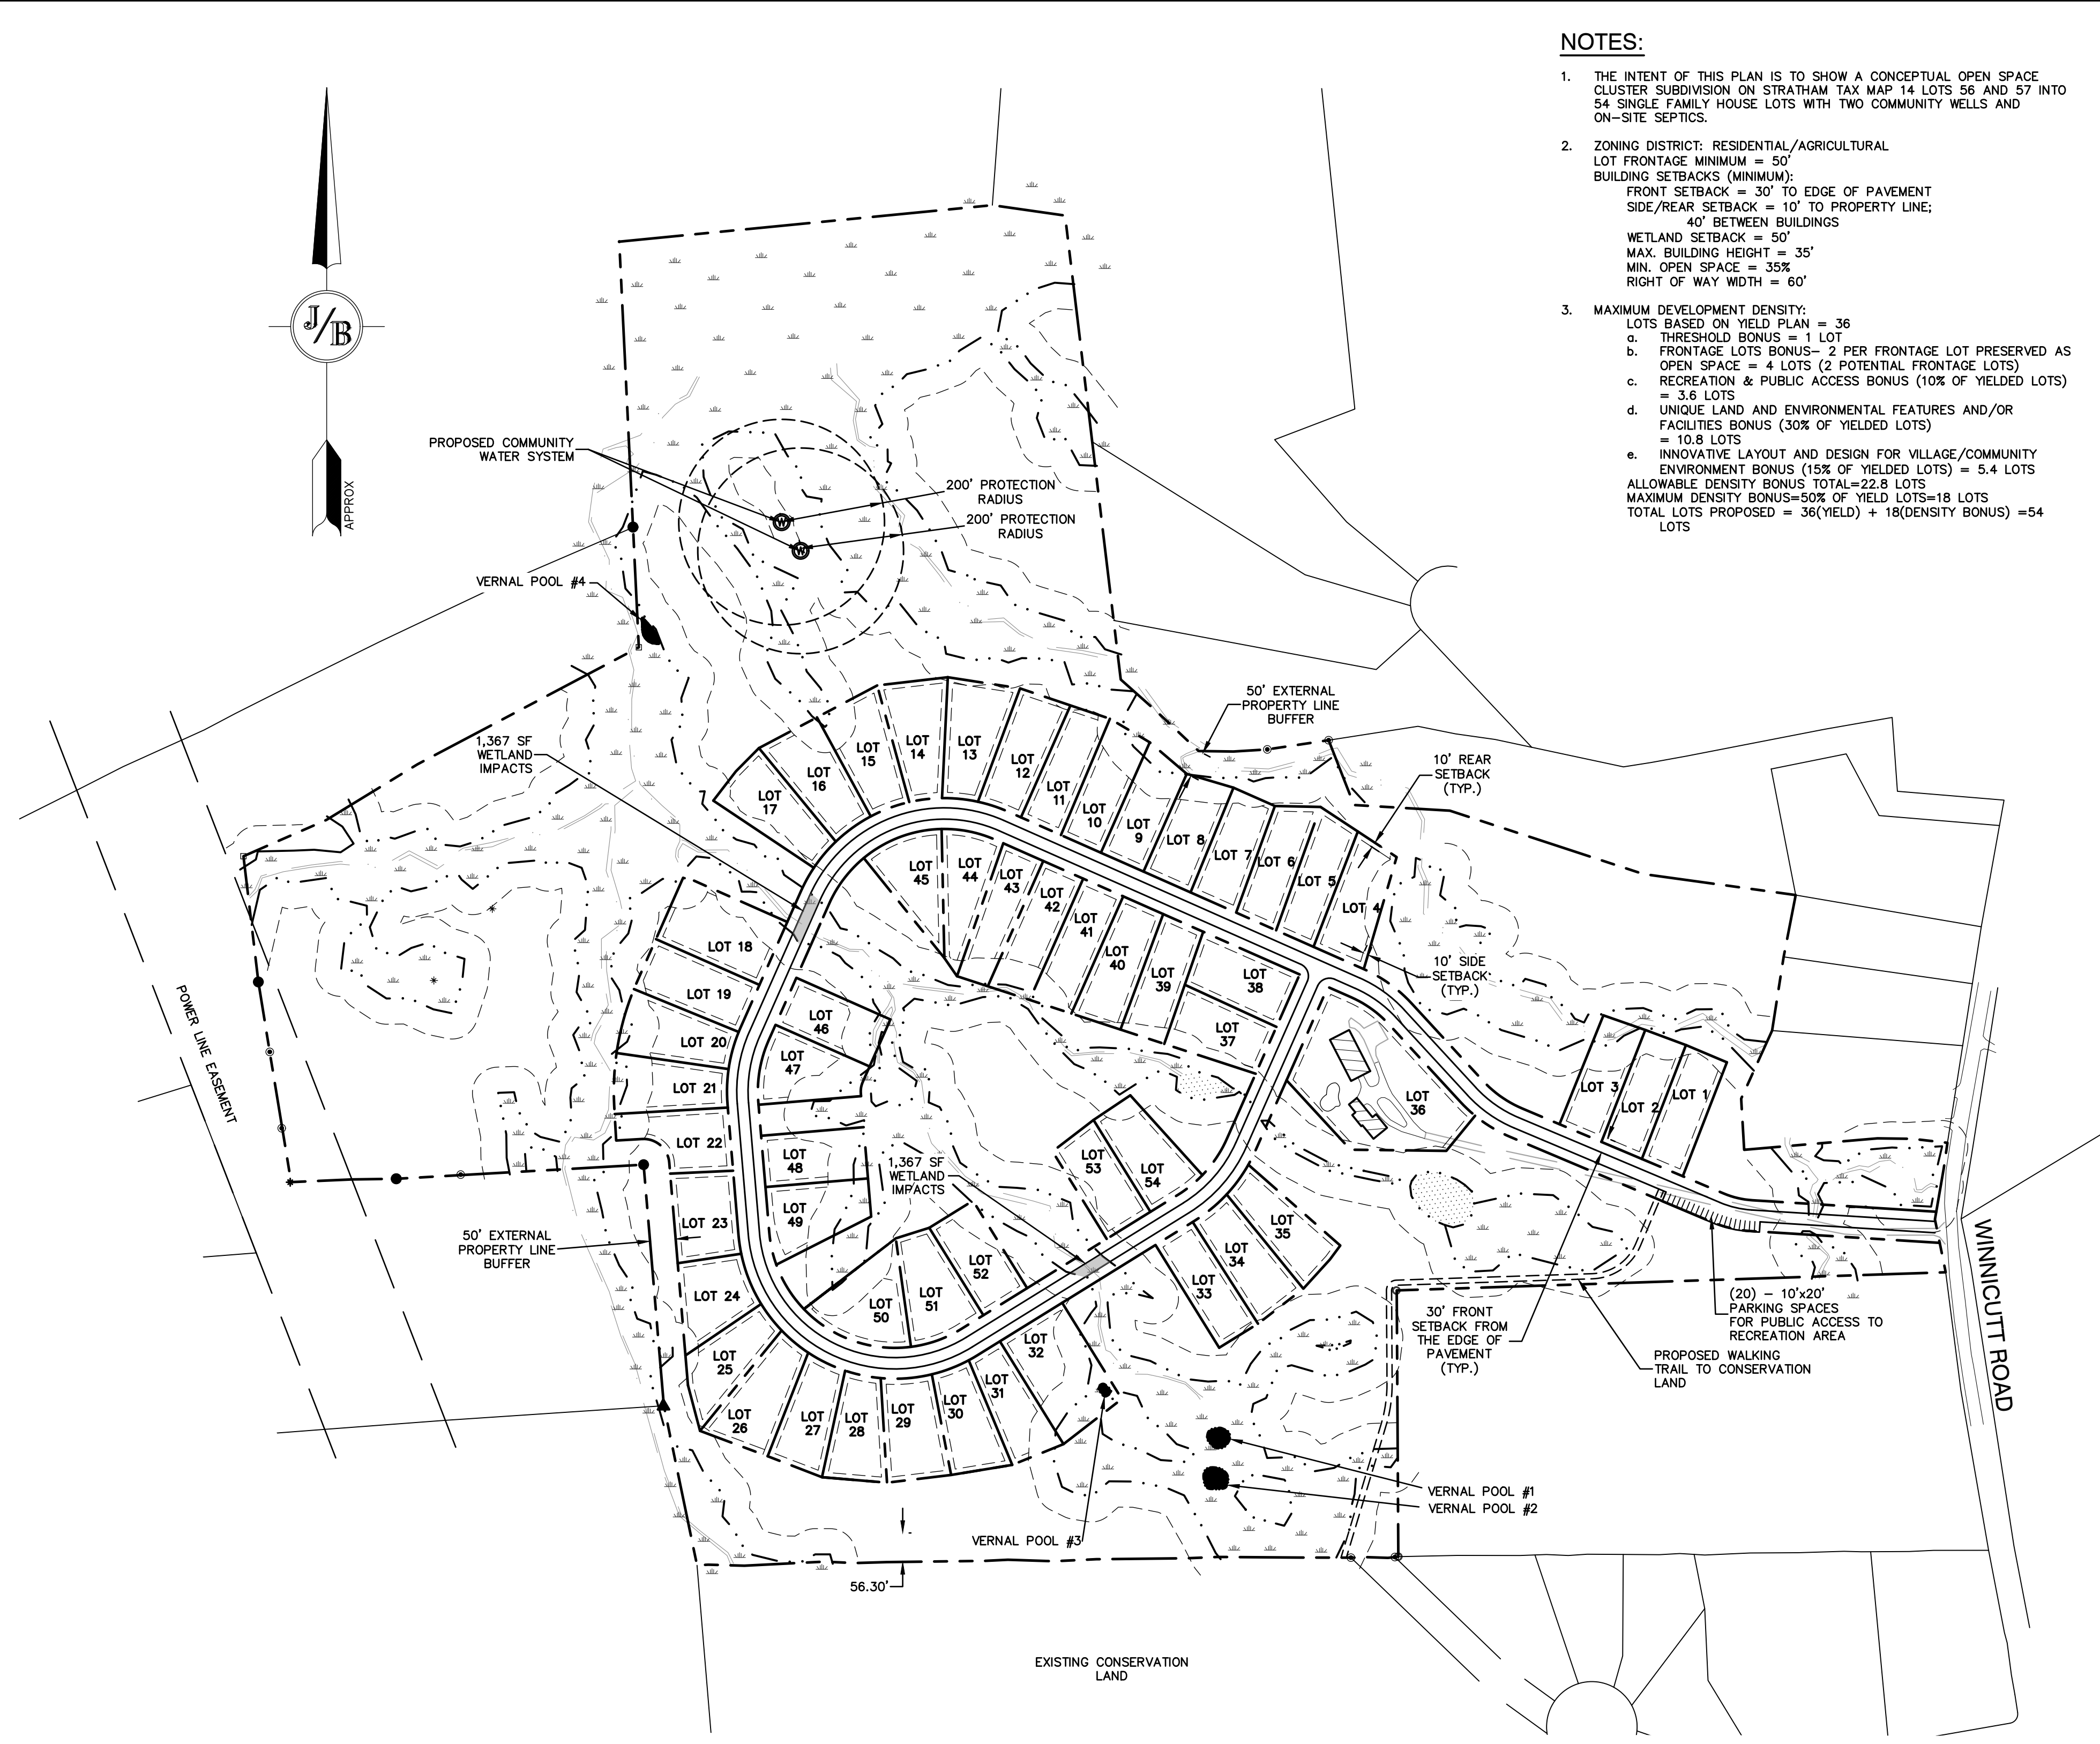 NOTES:
1. THE INTENT OF THIS PLAN IS TO SHOW A CONCEPTUAL OPEN SPACE
CLUSTER SUBDIVISION ON STRATHAM TAX MAP 14 LOTS 56 AND 57 INTO
54 SINGLE FAMILY HOUSE LOTS WITH TWO COMMUNITY WELLS AND
ON-SITE SEPTICS.
2. ZONING DISTRICT: RESIDENTIAL/AGRICULTURAL
LOT FRONTAGE MINIMUM = 50'
BUILDING SETBACKS (MINIMUM):
FRONT SETBACK = 30' TO EDGE OF PAVEMENT
SIDE/REAR SETBACK = 10' TO PROPERTY LINE;
40' BETWEEN BUILDINGS
WETLAND SETBACK = 50'
MAX. BUILDING HEIGHT = 35'
MIN. OPEN SPACE = 35%
RIGHT OF WAY WIDTH = 60'
3. MAXIMUM DEVELOPMENT DENSITY:
LOTS BASED ON YIELD PLAN = 36
a. THRESHOLD BONUS = 1 LOT
b. FRONTAGE LOTS BONUS- 2 PER FRONTAGE LOT PRESERVED AS
OPEN SPACE = 4 LOTS (2 POTENTIAL FRONTAGE LOTS)
c. RECREATION & PUBLIC ACCESS BONUS (10% OF YIELDED LOTS)
= 3.6 LOTS
d. UNIQUE LAND AND ENVIRONMENTAL FEATURES AND/OR
FACILITIES BONUS (30% OF YIELDED LOTS)
= 10.8 LOTS
e. INNOVATIVE LAYOUT AND DESIGN FOR VILLAGE/COMMUNITY
ENVIRONMENT BONUS (15% OF YIELDED LOTS) = 5.4 LOTS
ALLOWABLE DENSITY BONUS TOTAL=22.8 LOTS
MAXIMUM DENSITY BONUS=50% OF YIELD LOTS=18 LOTS
TOTAL LOTS PROPOSED = 36(YIELD) + 18(DENSITY BONUS) =54
LOTS
J/B
APPROX
PROPOSED COMMUNITY
WATER SYSTEM
200' PROTECTION
RADIUS
200' PROTECTION
RADIUS
W
W
VERNAL POOL #4
50' EXTERNAL
PROPERTY LINE
BUFFER
1,367 SF
WETLAND
IMPACTS
10' REAR
SETBACK
(TYP.)
LOT
17
LOT
16
LOT
15
LOT
14
LOT
13
LOT
12
LOT
11
LOT
10
LOT
9
LOT 8
LOT 7
LOT 6
LOT 5
LOT 4
LOT
45
LOT
44
LOT
43
LOT
42
LOT
41
LOT
40
LOT
39
LOT
38
LOT
37
10' SIDE
SETBACK
(TYP.)
LOT 18
LOT 19
LOT 20
LOT 21
LOT 22
LOT 23
LOT 24
LOT
25
LOT
26
LOT
27
LOT
28
LOT
29
LOT
30
LOT
31
LOT
32
LOT
33
LOT
34
LOT
35
LOT
36
LOT 3
LOT 2
LOT 1
LOT
46
LOT
47
LOT
48
LOT
49
LOT
50
LOT
51
LOT
52
LOT
53
LOT
54
1,367 SF
WETLAND
IMPACTS
POWER LINE EASEMENT
50' EXTERNAL
PROPERTY LINE
BUFFER
30' FRONT
SETBACK FROM
THE EDGE OF
PAVEMENT
(TYP.)
(20) - 10'x20'
PARKING SPACES
FOR PUBLIC ACCESS TO
RECREATION AREA
PROPOSED WALKING
TRAIL TO CONSERVATION
LAND
WINNICUTT ROAD
VERNAL POOL #1
VERNAL POOL #2
VERNAL POOL #3
56.30'
EXISTING CONSERVATION
LAND